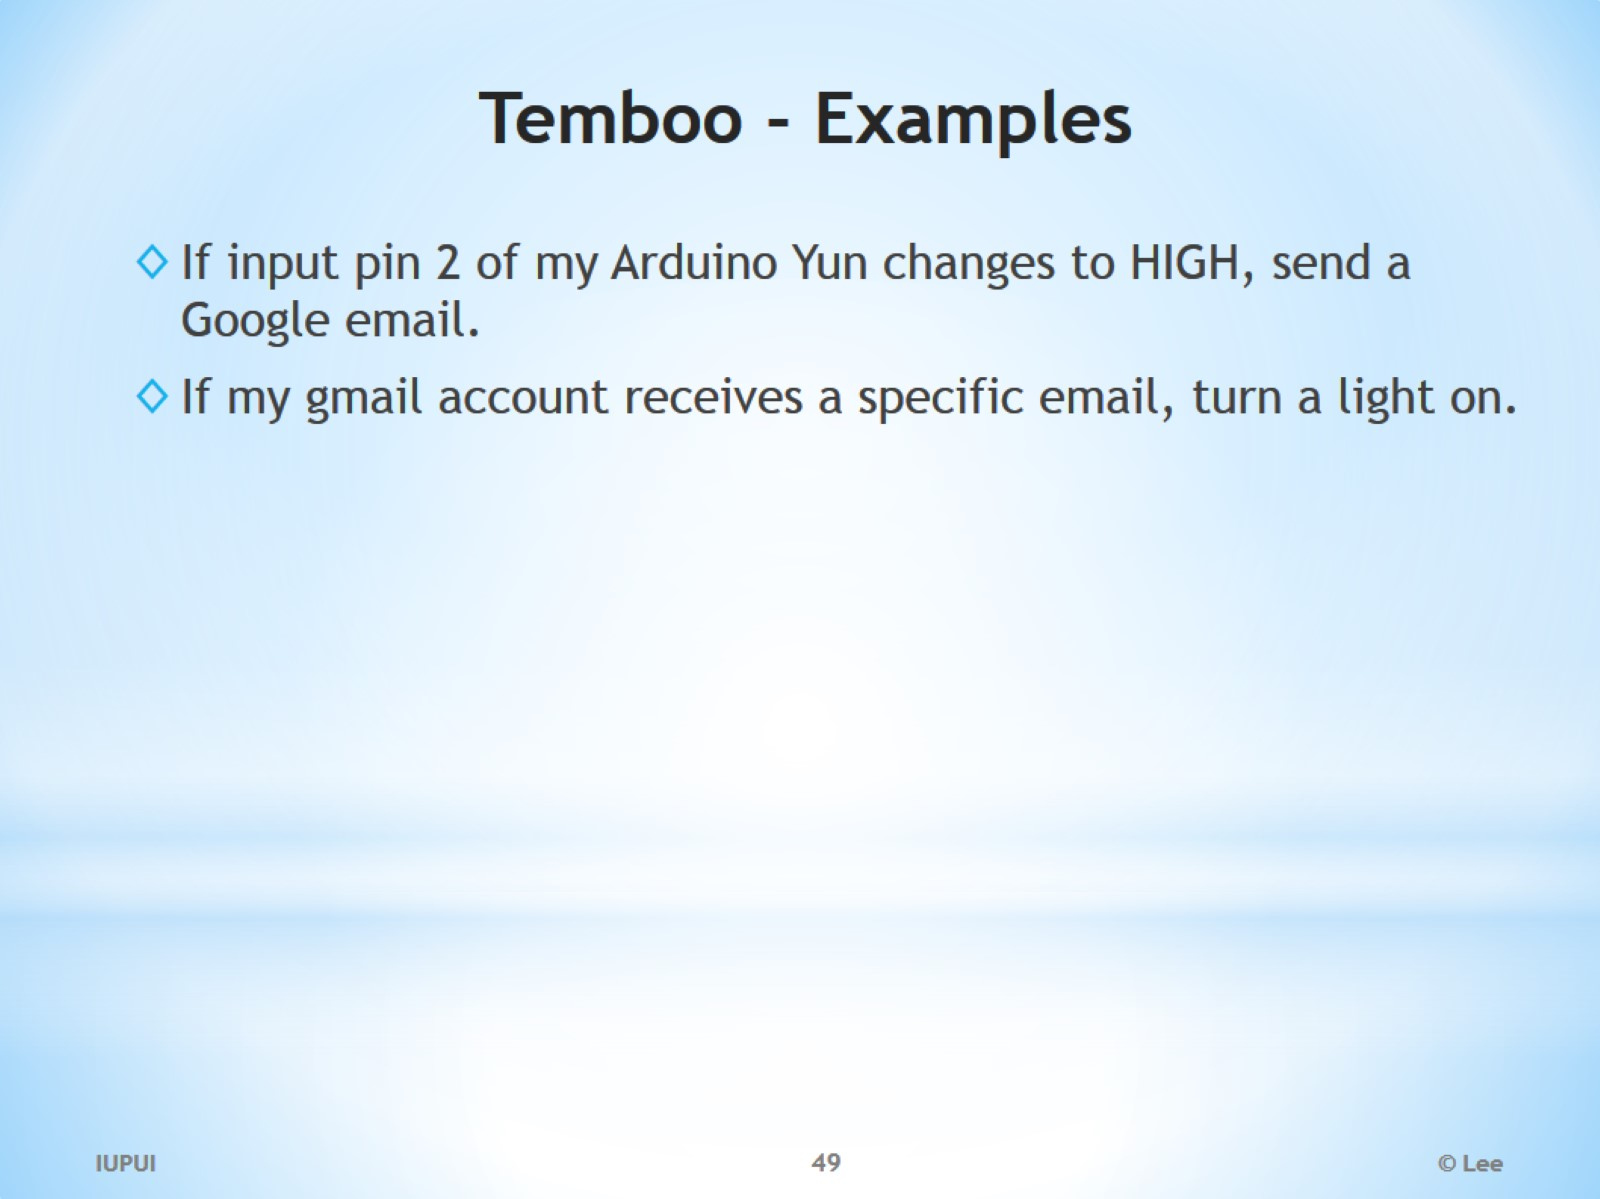 Temboo - Examples
If input pin 2 of my Arduino Yun changes to HIGH, send a
Google email.
If my gmail account receives a specific email, turn a light on.
IUPUI
49
© Lee